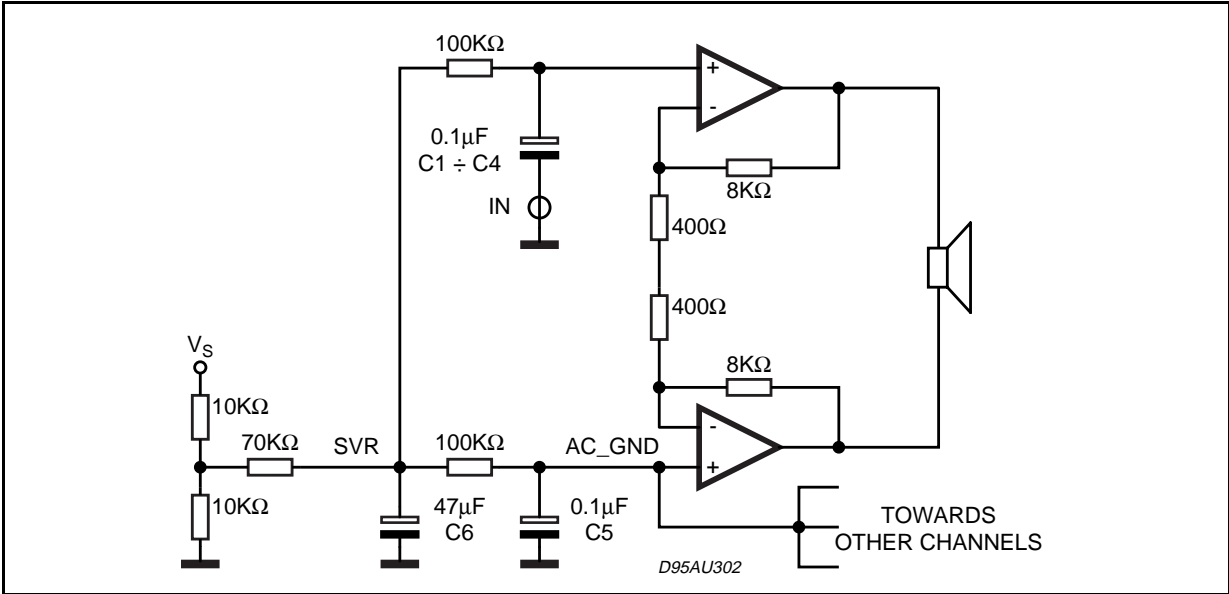 100KΩ
+
-
0.1μF
C1 ÷ C4
8KΩ
IN
400Ω
400Ω
VS
8KΩ
10KΩ
70KΩ
SVR
100KΩ
AC_GND
-
+
10KΩ
47μF
C6
0.1μF
C5
TOWARDS
OTHER CHANNELS
D95AU302